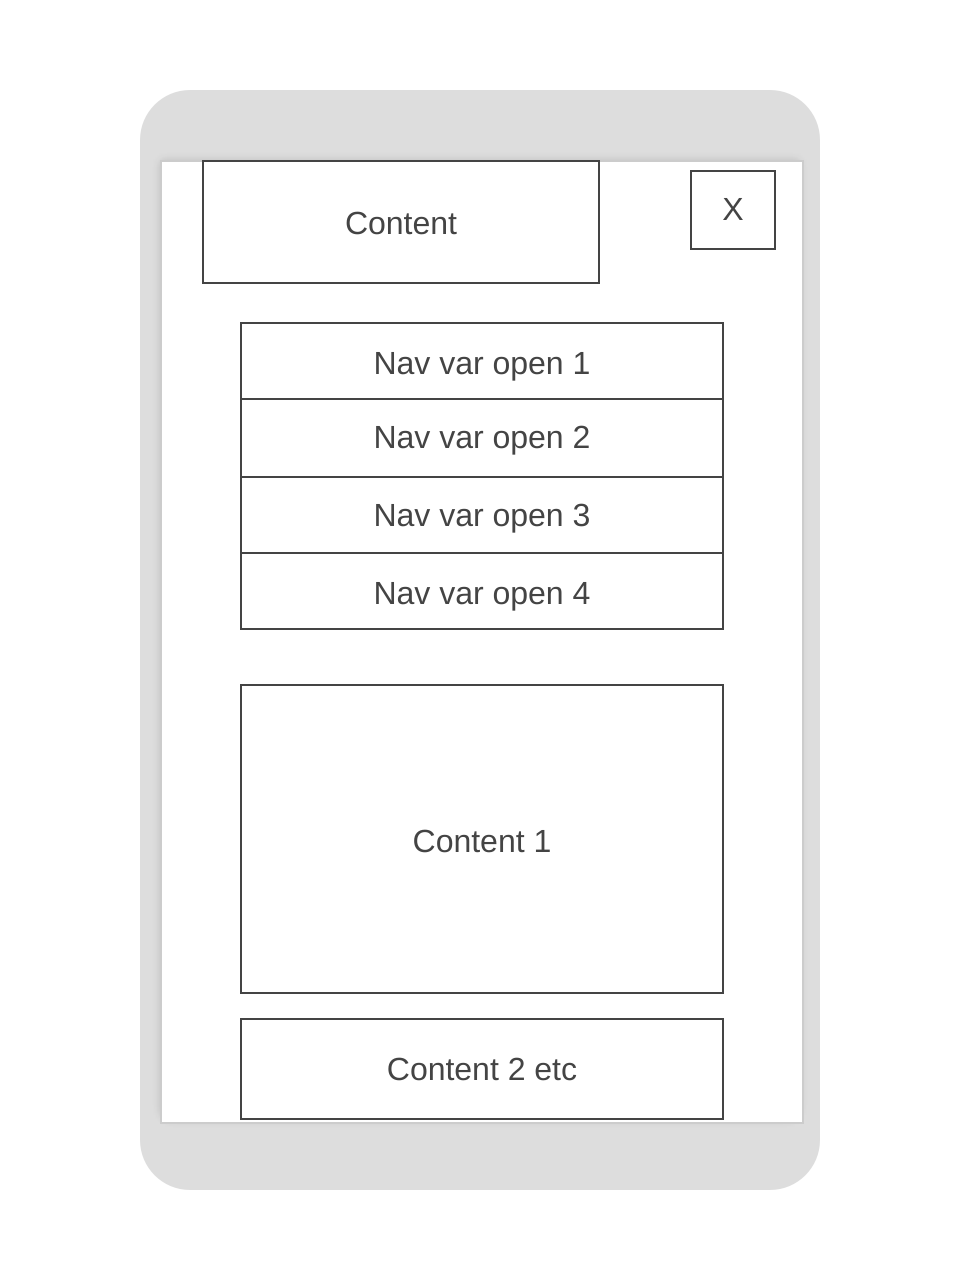 Content
X
Nav var open 1
Nav var open 2
Nav var open 3
Nav var open 4
Content 1
Content 2 etc